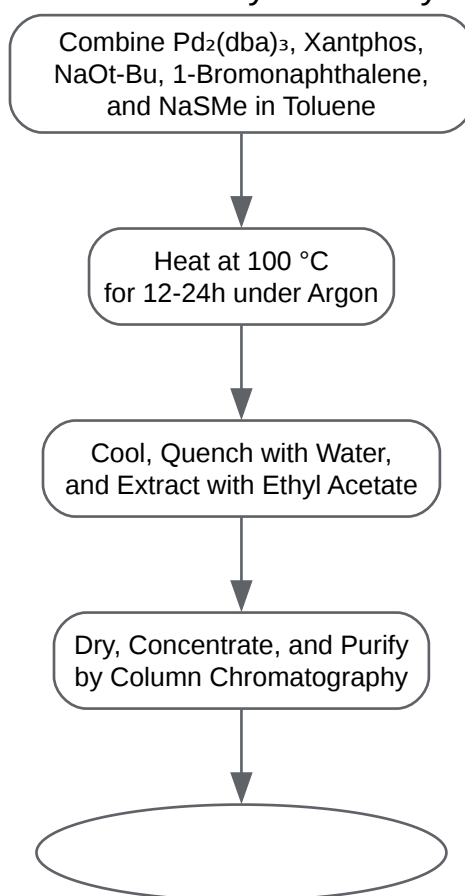 Combine Pd₂(dba)₃, Xantphos,
NaOt-Bu, 1-Bromonaphthalene,
and NaSMe in Toluene
Heat at 100 °C
for 12-24h under Argon
Cool, Quench with Water,
and Extract with Ethyl Acetate
Dry, Concentrate, and Purify
by Column Chromatography